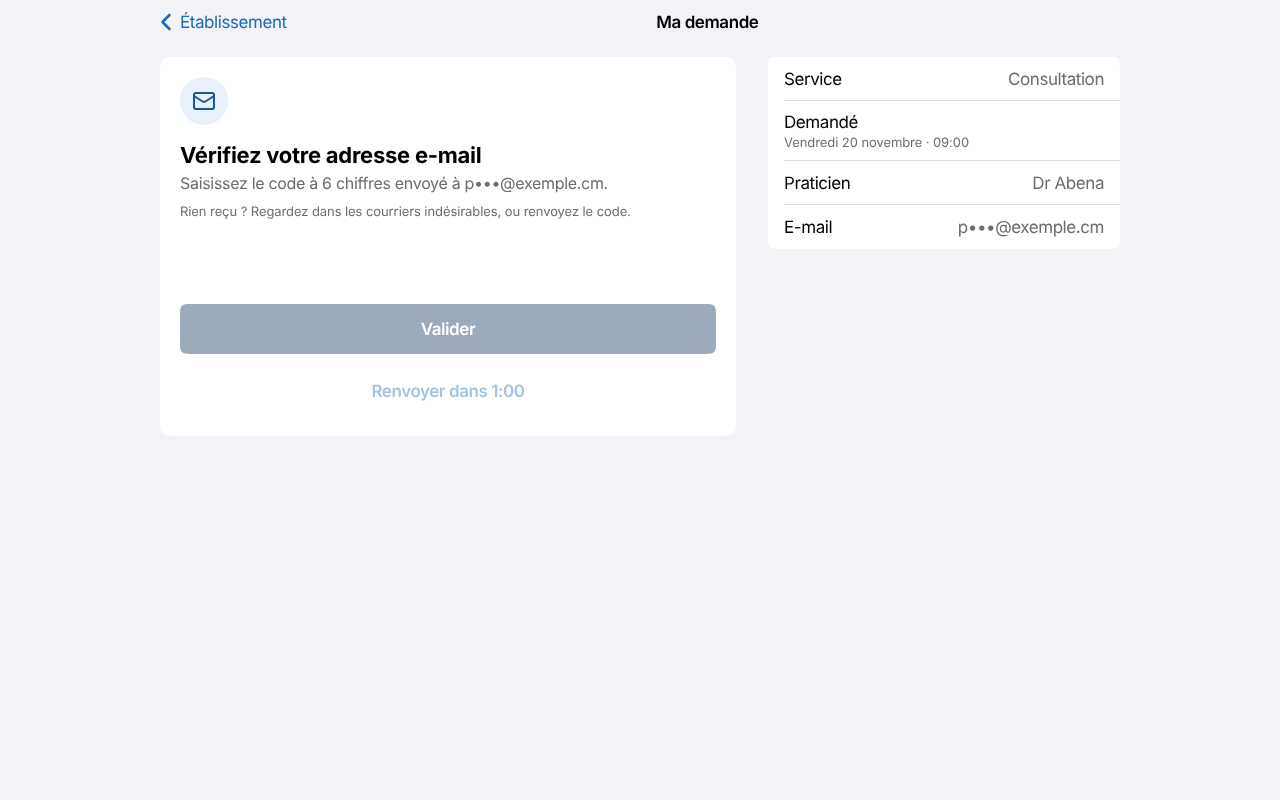 Établissement
Ma demande
Vérifiez votre adresse e-mail
Saisissez le code à 6 chiffres envoyé à p•••@exemple.cm.
Rien reçu ? Regardez dans les courriers indésirables, ou renvoyez le code.
Valider
Renvoyer dans 1:00
Service Consultation
Demandé
Vendredi 20 novembre · 09:00
Praticien Dr Abena
E-mail p•••@exemple.cm